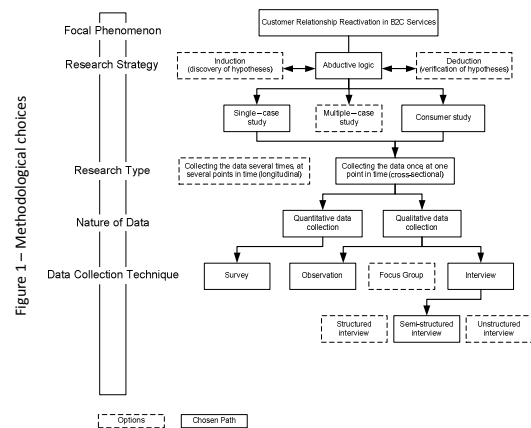 Figure 1 – Methodological choices
Focal Phenomenon
Customer Relationship Reactivation in B2C Services
Research Strategy
Induction
(discovery of hypotheses)
Abductive logic
Deduction
(verification of hypotheses)
Single–case
study
Multiple–case
study
Consumer study
Research Type
Collecting the data several times, at
several points in time (longitudinal)
Collecting the data once, at one
point in time (cross-sectional)
Nature of Data
Quantitative data
collection
Qualitative data
collection
Data Collection Technique
Survey
Observation
Focus Group
Interview
Structured
interview
Semi-structured
interview
Unstructured
interview
Options
Chosen Path